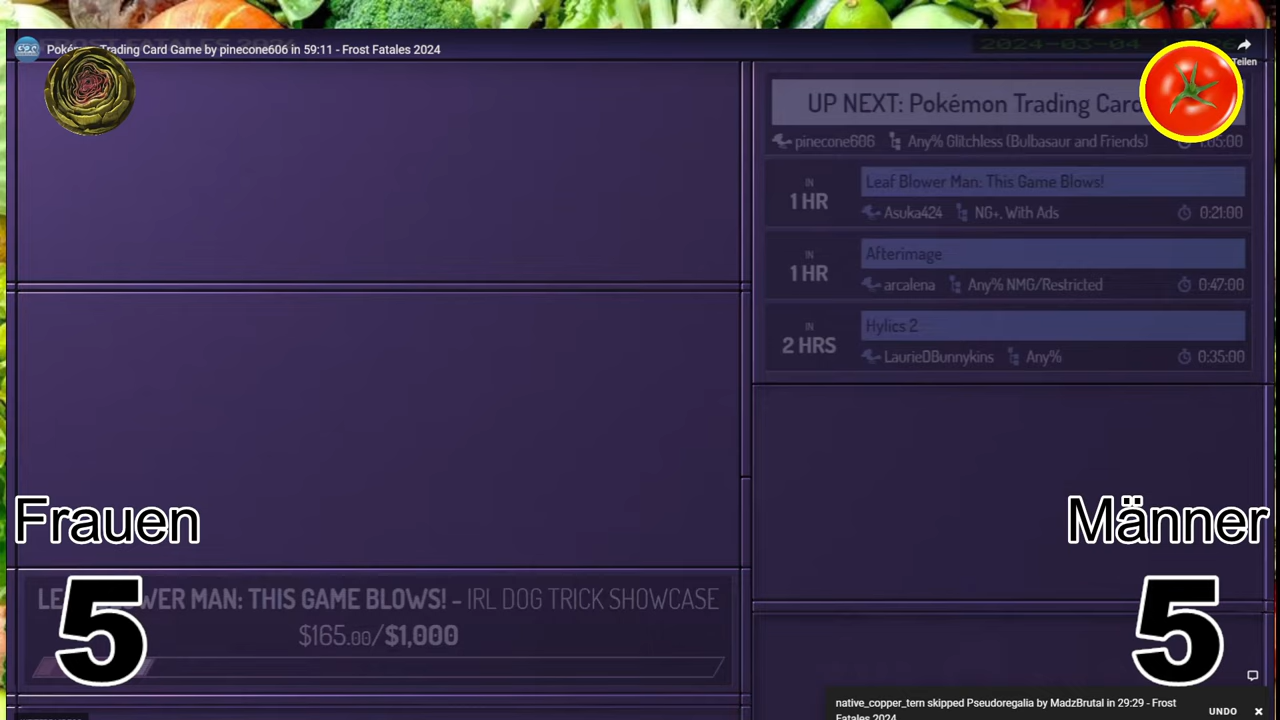 Pokémon Trading Card Game by pinecone606 in 59:11 - Frost Fatales 2024
Teilen
UP NEXT: Pokémon Trading Card
pinecone606 Any% Glitchless (Bulbasaur and Friends)
IN
1 HR
Leaf Blower Man: This Game Blows!
Asuka424 NG+, With Ads 0:21:00
IN
1 HR
Afterimage
arcalena Any% NMG/Restricted 0:47:00
IN
2 HRS
Hylics 2
LaurieDBunnykins Any% 0:35:00
Frauen
5
Männer
5
MAN: THIS GAME BLOWS! – IRL DOG TRICK SHOWCASE
$165.00/$1,000
native_copper_tern skipped Pseudoregalia by MadzBrutal in 29:29 - Frost
Fatales 2024
UNDO